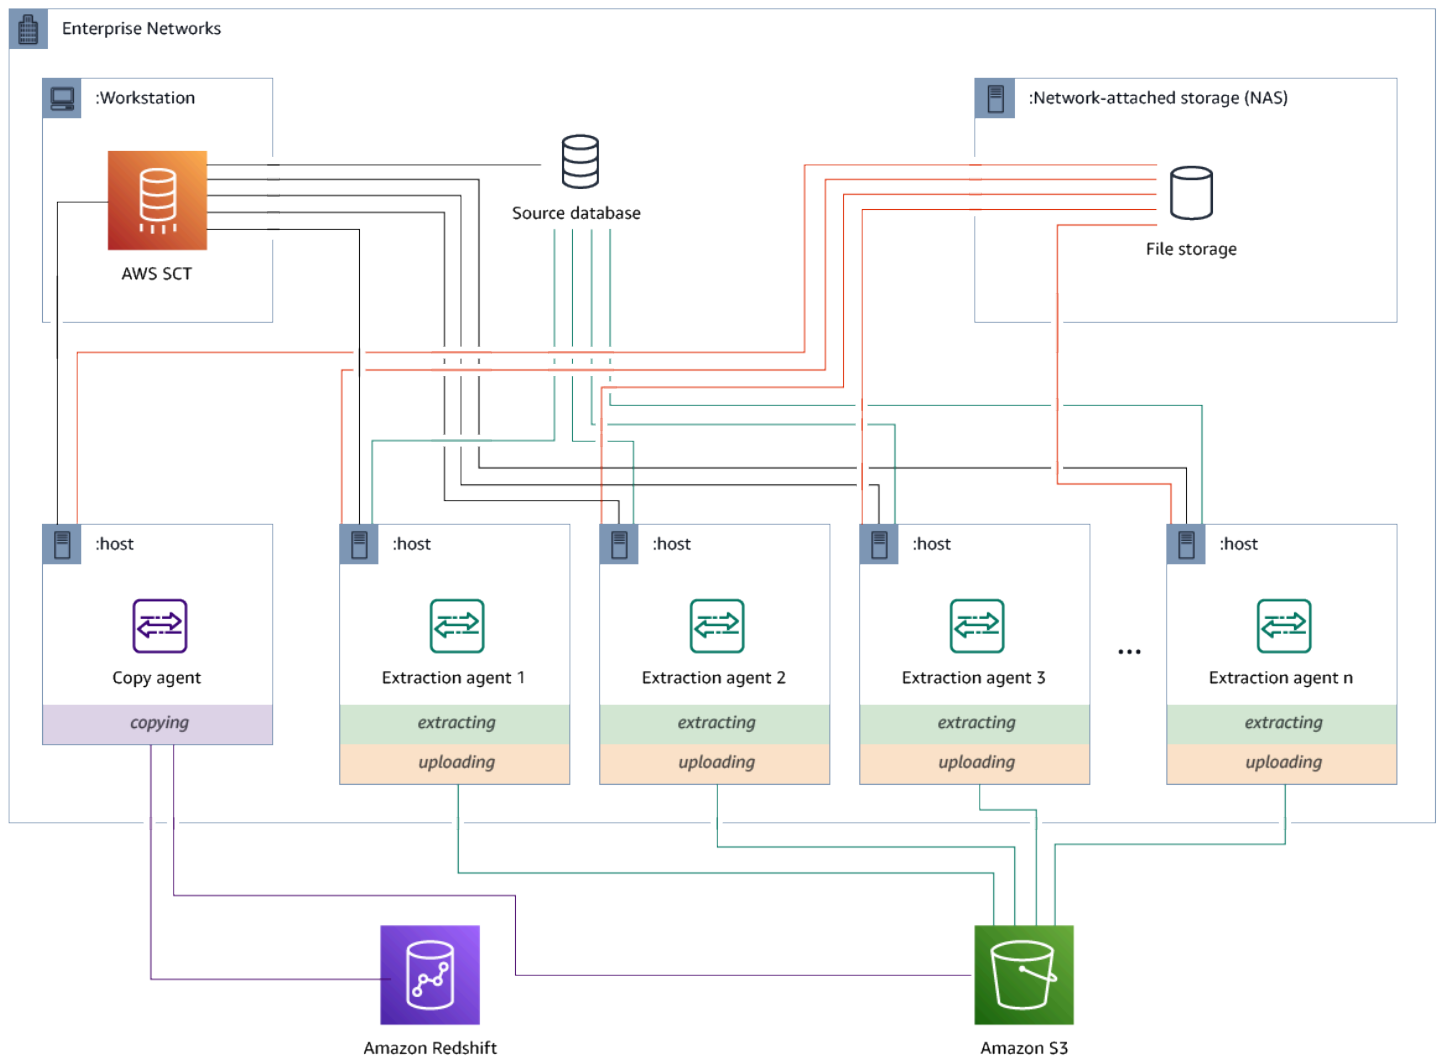 Enterprise Networks
:Workstation
:Network-attached storage (NAS)
Source database
File storage
AWS SCT
:host
:host
:host
:host
:host
Copy agent
Extraction agent 1
Extraction agent 2
Extraction agent 3
...
Extraction agent n
copying
extracting
extracting
extracting
extracting
uploading
uploading
uploading
uploading
Amazon Redshift
Amazon S3